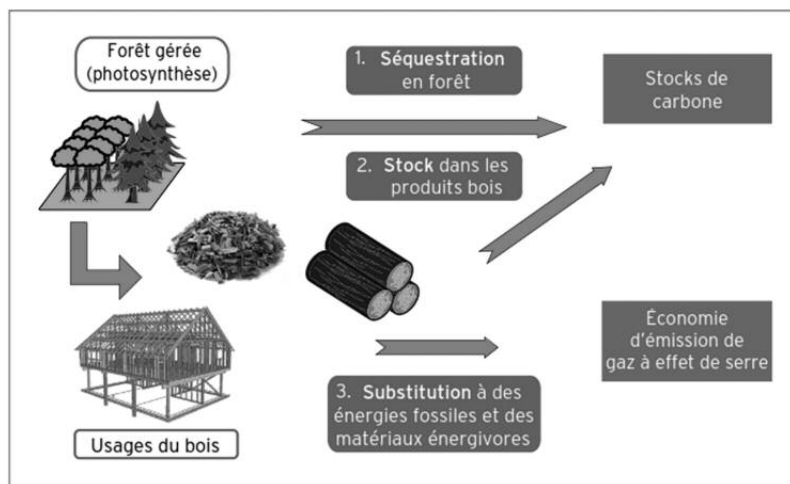 Forêt gérée
(photosynthèse)
1. Séquestration
en forêt
Stocks de
carbone
2. Stock dans les
produits bois
Économie
d'émission de
gaz à effet de serre
3. Substitution à des
énergies fossiles et des
matériaux énergivores
Usages du bois